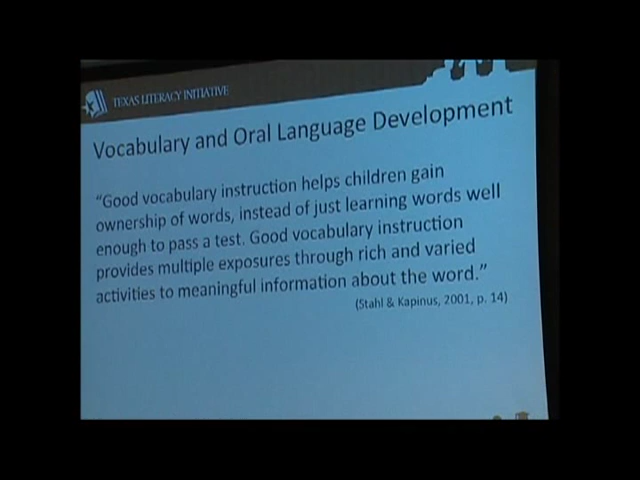 TEXAS LITERACY INITIATIVE
Vocabulary and Oral Language Development
“Good vocabulary instruction helps children gain
ownership of words, instead of just learning words well
enough to pass a test. Good vocabulary instruction
provides multiple exposures through rich and varied
activities to meaningful information about the word.”
(Stahl & Kapinus, 2001, p. 14)